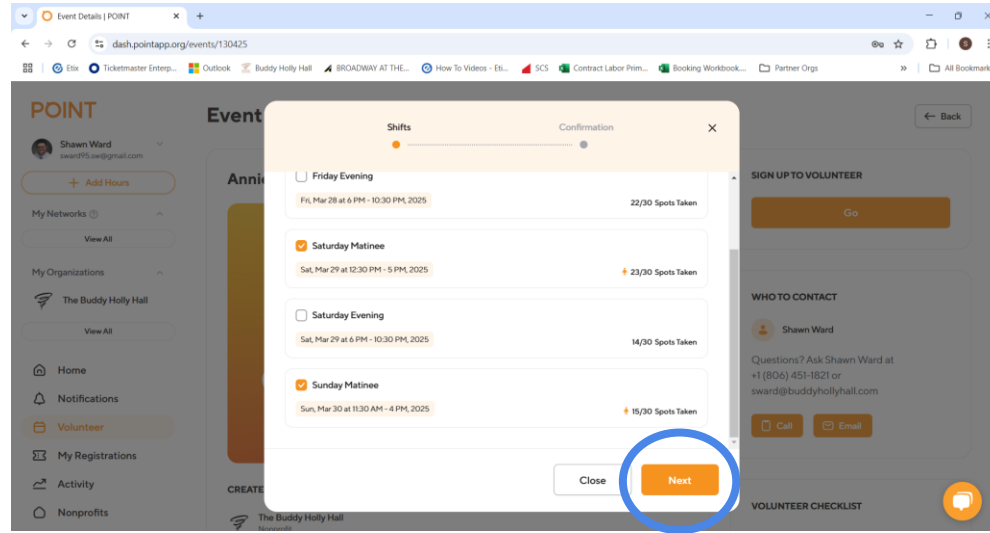 Event Details | POINT
dash.pointapp.org/events/130425
Etix
Ticketmaster Enterp...
Outlook
Buddy Holly Hall
BROADWAY AT THE...
How To Videos - Eti...
SCS
Contract Labor Prim...
Booking Workbook...
Partner Orgs
All Bookmark
POINT
Shawn Ward
sward95.sw@gmail.com
+ Add Hours
My Networks
View All
My Organizations
The Buddy Holly Hall
View All
Home
Notifications
Volunteer
My Registrations
Activity
Nonprofits
Event
← Back
Annie
CREATE
The Buddy Holly Hall
Nonprofit
Shifts
Confirmation
Friday Evening
Fri, Mar 28 at 6 PM - 10:30 PM, 2025
22/30 Spots Taken
Saturday Matinee
Sat, Mar 29 at 12:30 PM - 5 PM, 2025
23/30 Spots Taken
Saturday Evening
Sat, Mar 29 at 6 PM - 10:30 PM, 2025
14/30 Spots Taken
Sunday Matinee
Sun, Mar 30 at 11:30 AM - 4 PM, 2025
15/30 Spots Taken
Close
Next
SIGN UP TO VOLUNTEER
Go
WHO TO CONTACT
Shawn Ward
Questions? Ask Shawn Ward at
+1 (806) 451-1821 or
sward@buddyhollyhall.com
Call
Email
VOLUNTEER CHECKLIST